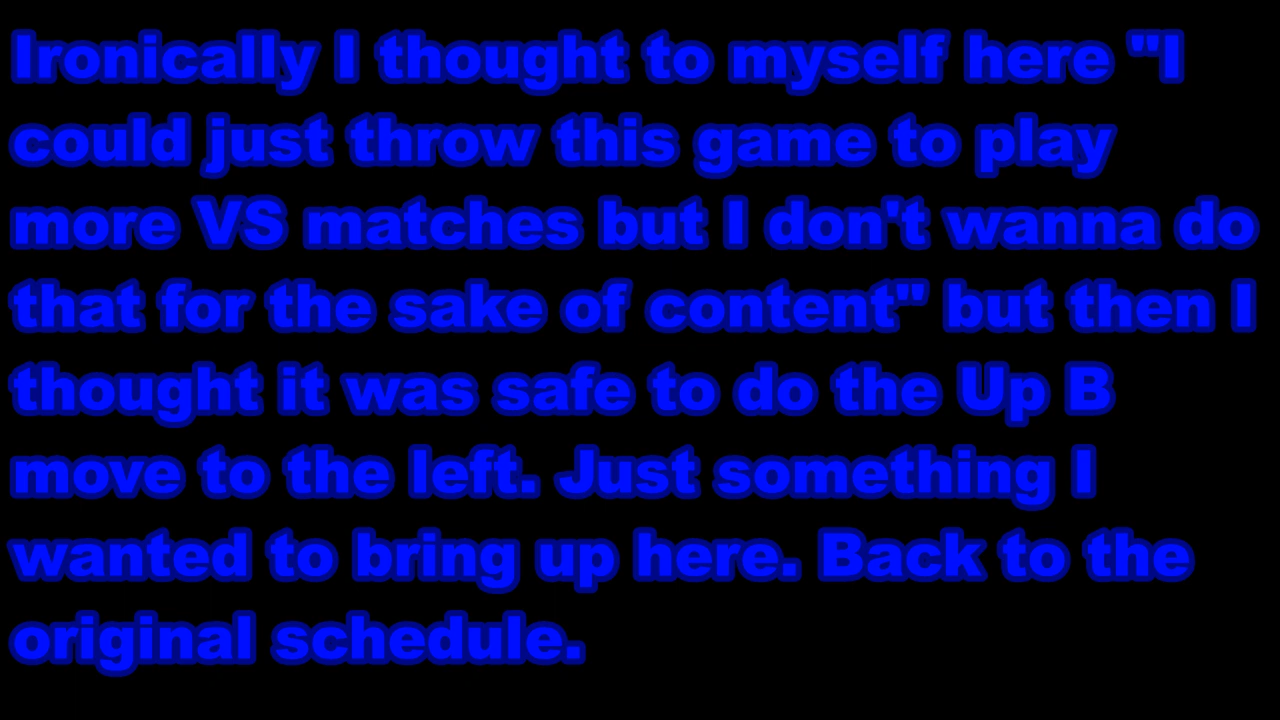 Ironically I thought to myself here "I
could just throw this game to play
more VS matches but I don't wanna do
that for the sake of content" but then I
thought it was safe to do the Up B
move to the left. Just something I
wanted to bring up here. Back to the
original schedule.